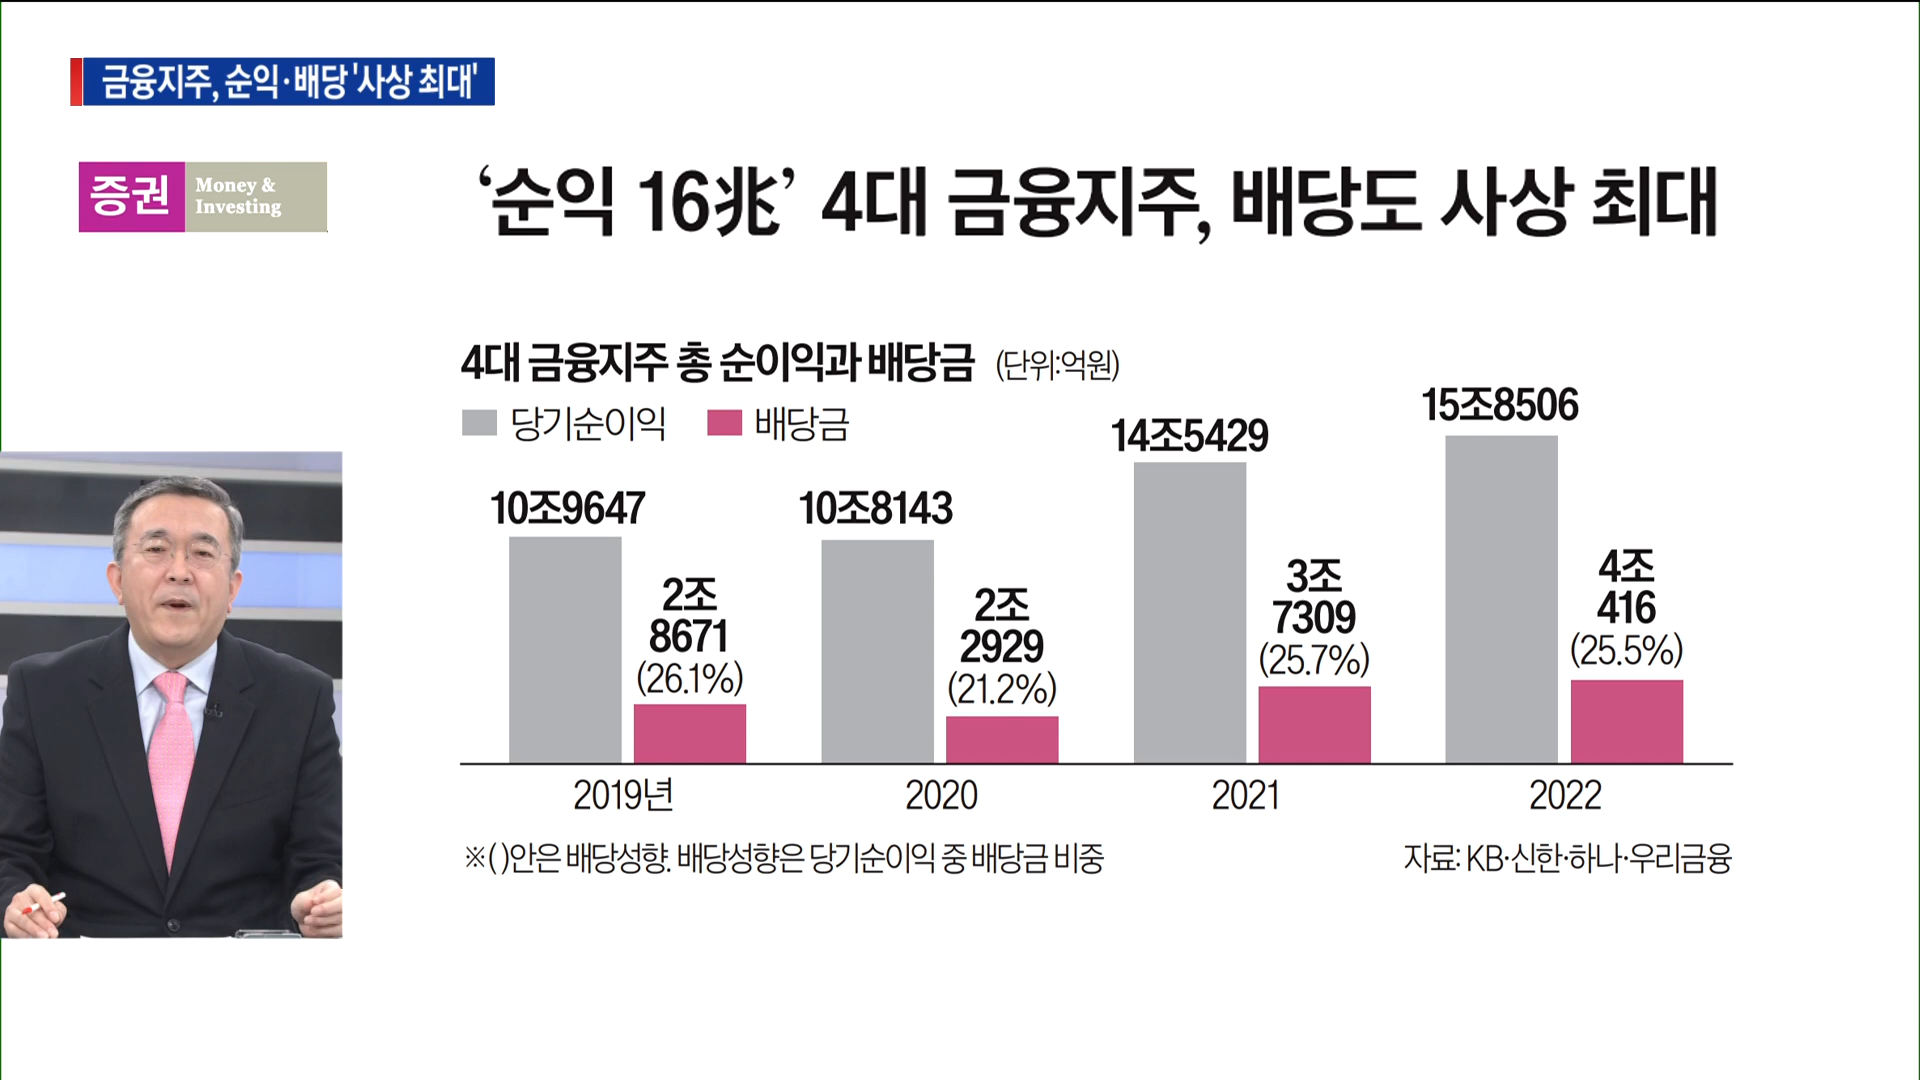 금융지주, 순익·배당 '사상 최대'
증권
Money &
Investing
‘순익 16兆’ 4대 금융지주, 배당도 사상 최대
4대 금융지주 총 순이익과 배당금 (단위:억원)
당기순이익 배당금
10조9647
2조
8671
(26.1%)
10조8143
2조
2929
(21.2%)
14조5429
3조
7309
(25.7%)
15조8506
4조
416
(25.5%)
2019년 2020 2021 2022
※( )안은 배당성향. 배당성향은 당기순이익 중 배당금 비중
자료: KB·신한·하나·우리금융